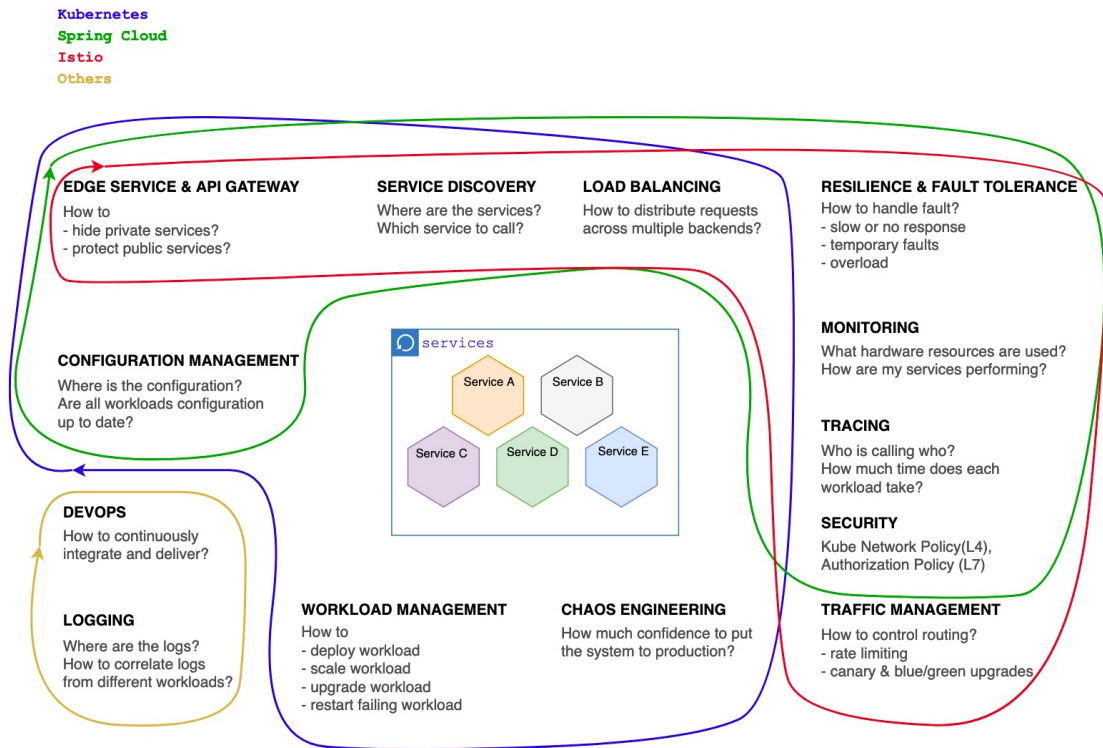 Kubernetes
Spring Cloud
Istio
Others
EDGE SERVICE & API GATEWAY
How to
- hide private services?
- protect public services?
SERVICE DISCOVERY
Where are the services?
Which service to call?
LOAD BALANCING
How to distribute requests
across multiple backends?
RESILIENCE & FAULT TOLERANCE
How to handle fault?
- slow or no response
- temporary faults
- overload
CONFIGURATION MANAGEMENT
Where is the configuration?
Are all workloads configuration
up to date?
services
Service A
Service B
Service C
Service D
Service E
MONITORING
What hardware resources are used?
How are my services performing?
TRACING
Who is calling who?
How much time does each
workload take?
SECURITY
Kube Network Policy(L4),
Authorization Policy (L7)
DEVOPS
How to continuously
integrate and deliver?
LOGGING
Where are the logs?
How to correlate logs
from different workloads?
WORKLOAD MANAGEMENT
How to
- deploy workload
- scale workload
- upgrade workload
- restart failing workload
CHAOS ENGINEERING
How much confidence to put
the system to production?
TRAFFIC MANAGEMENT
How to control routing?
- rate limiting
- canary & blue/green upgrades